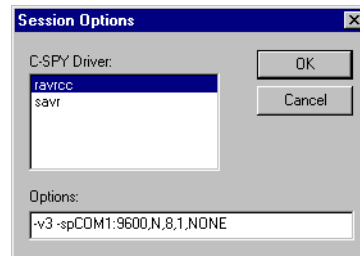 Session Options
C-SPY Driver:
OK
ravrcc
savr
Cancel
Options:
-v3 -spCOM1:9600,N,8,1,NONE